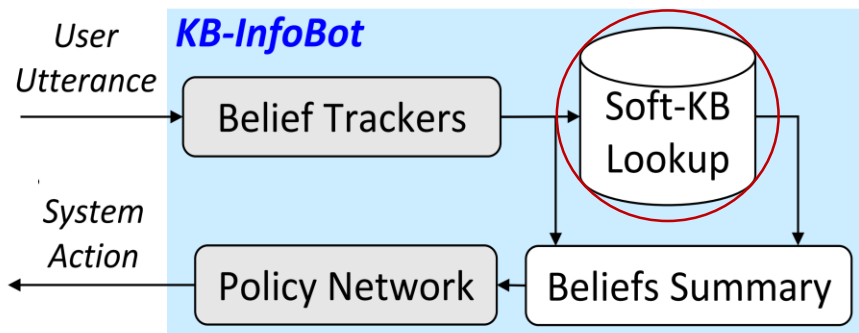 User
Utterance
KB-InfoBot
Belief Trackers
Soft-KB
Lookup
System
Action
Policy Network
Beliefs Summary